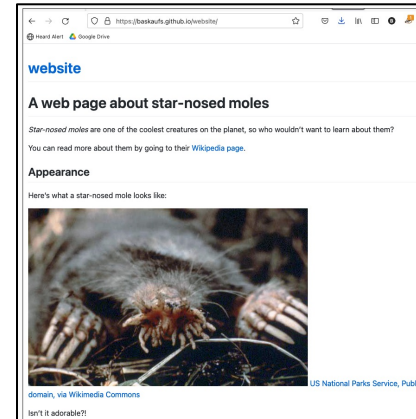 https://baskaufs.github.io/website/
Heard Alert Google Drive
website
A web page about star-nosed moles
Star-nosed moles are one of the coolest creatures on the planet, so who wouldn't want to learn about them?
You can read more about them by going to their Wikipedia page.
Appearance
Here's what a star-nosed mole looks like:
US National Parks Service, Publ
domain, via Wikimedia Commons
Isn't it adorable?!